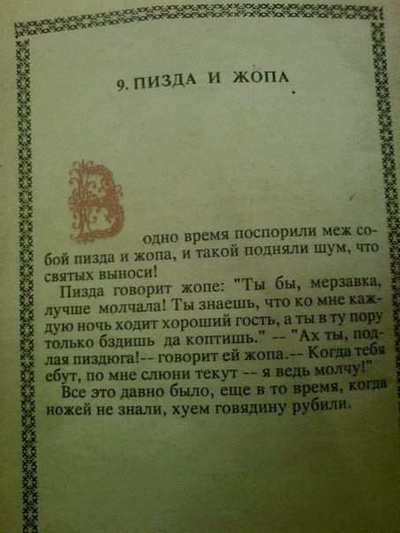 9. ПИЗДА И ЖОПА
В одно время поспорили меж со-
бой пизда и жопа, и такой подняли шум, что
святых выноси!
Пизда говорит жопе: "Ты бы, мерзавка,
лучше молчала! Ты знаешь, что ко мне каж-
дую ночь ходит хороший гость, а ты в ту пору
только бздишь да коптишь." -- "Ах ты, под-
лая пиздюга!-- говорит ей жопа.-- Когда тебя
ебут, по мне слюни текут -- я ведь молчу!"
Все это давно было, еще в то время, когда
ножей не знали, хуем говядину рубили.